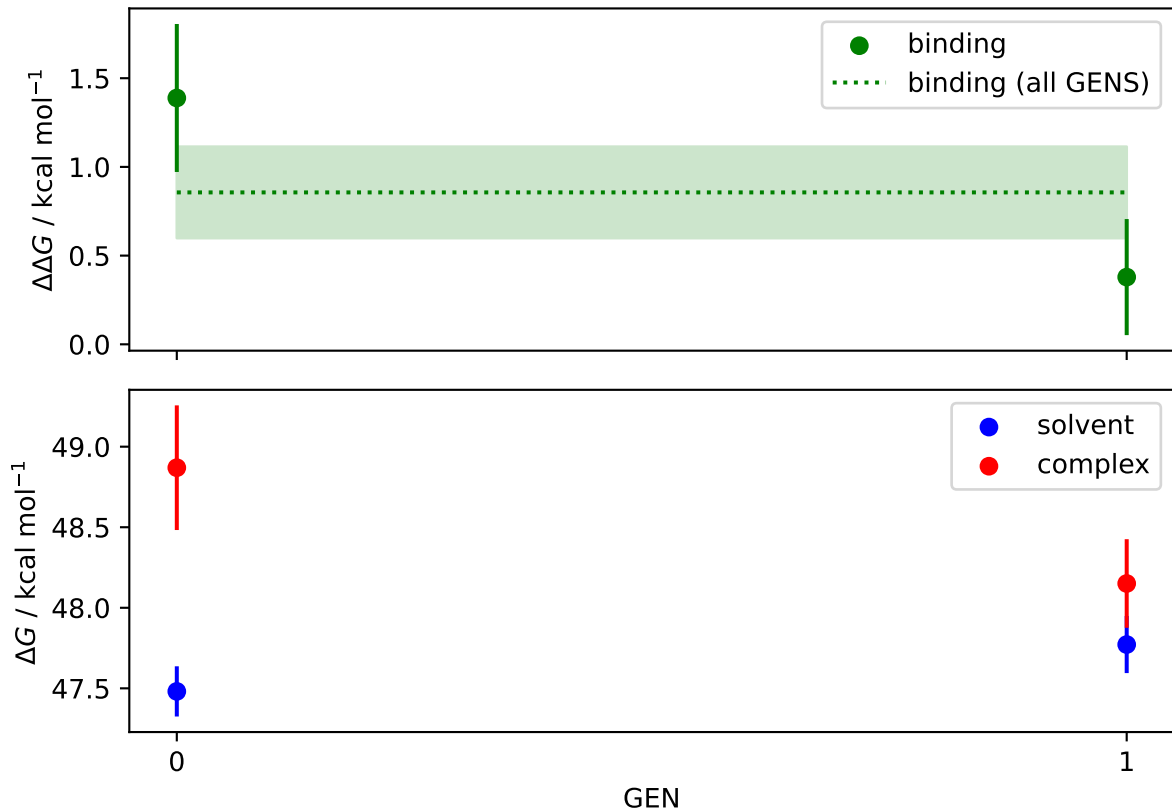 ΔΔG / kcal mol⁻¹
1.5
1.0
0.5
0.0
binding
binding (all GENS)
ΔG / kcal mol⁻¹
49.0
48.5
48.0
47.5
solvent
complex
0
1
GEN